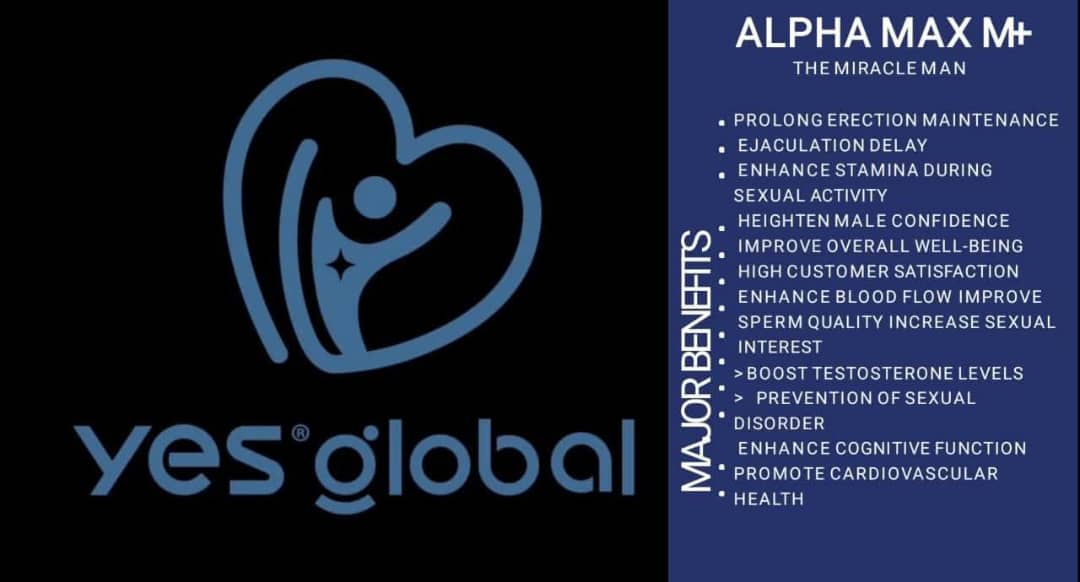 yes® global
ALPHA MAX M+
THE MIRACLE MAN
MAJOR BENEFITS
• PROLONG ERECTION MAINTENANCE
• EJACULATION DELAY
• ENHANCE STAMINA DURING
SEXUAL ACTIVITY
• HEIGHTEN MALE CONFIDENCE
• IMPROVE OVERALL WELL-BEING
• HIGH CUSTOMER SATISFACTION
• ENHANCE BLOOD FLOW IMPROVE
• SPERM QUALITY INCREASE SEXUAL
INTEREST
> BOOST TESTOSTERONE LEVELS
> PREVENTION OF SEXUAL
DISORDER
ENHANCE COGNITIVE FUNCTION
• PROMOTE CARDIOVASCULAR
• HEALTH